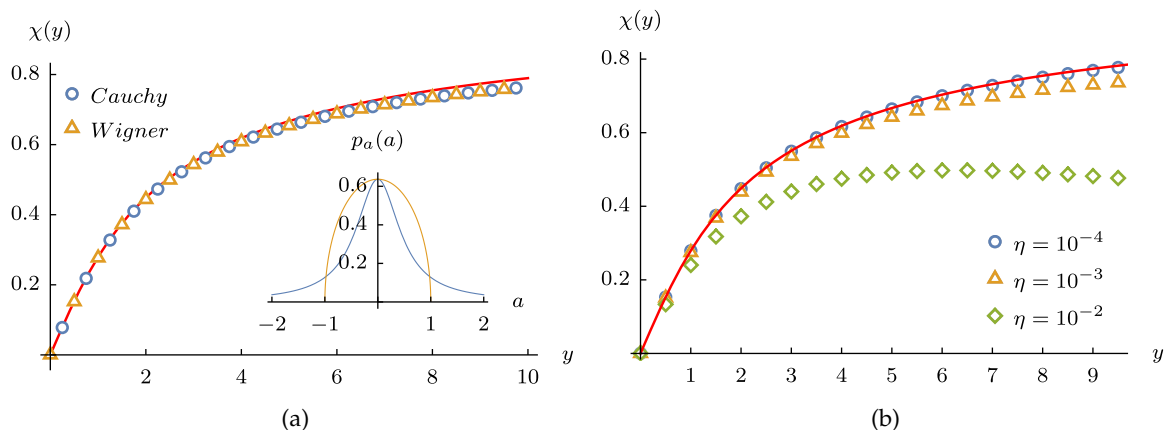 χ(y)
0.8
0.6
0.4
0.2
Cauchy
Wigner
p_a(a)
0.6
0.4
0.2
−2 −1 1 2
a
2 4 6 8 10
y
(a)
χ(y)
0.8
0.6
0.4
0.2
η = 10⁻⁴
η = 10⁻³
η = 10⁻²
1 2 3 4 5 6 7 8 9
y
(b)